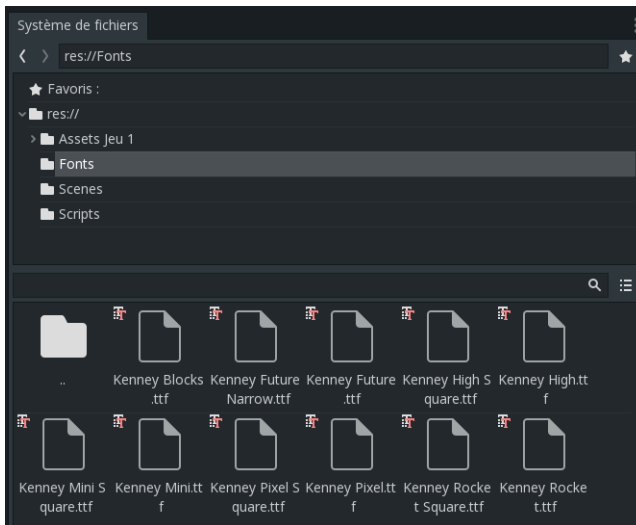 Système de fichiers
res://Fonts
Favoris :
res://
Assets Jeu 1
Fonts
Scenes
Scripts
..
Kenney Blocks
.ttf
Kenney Future
Narrow.ttf
Kenney Future
.ttf
Kenney High S
quare.ttf
Kenney High.tt
f
Kenney Mini S
quare.ttf
Kenney Mini.tt
f
Kenney Pixel S
quare.ttf
Kenney Pixel.tt
f
Kenney Rocke
t Square.ttf
Kenney Rocke
t.ttf